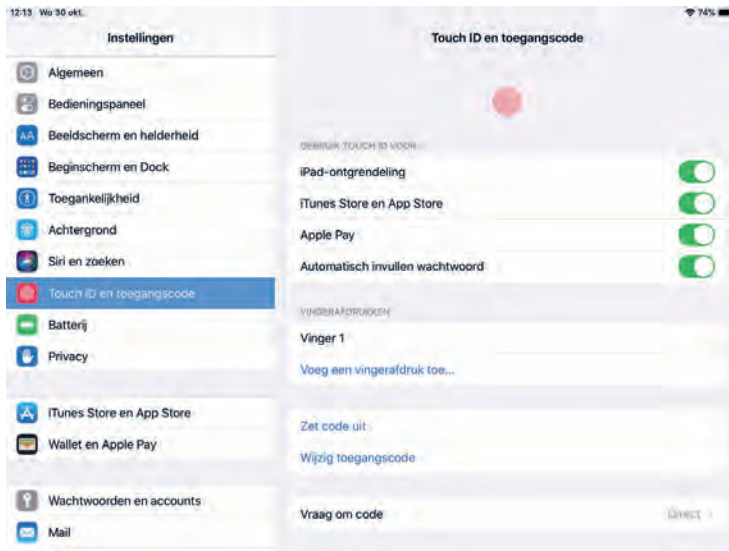 12:13 Wo 30 okt.
74%
Instellingen
Algemeen
Bedieningspaneel
AA
Beeldscherm en helderheid
Beginscherm en Dock
Toegankelijkheid
Achtergrond
Siri en zoeken
Touch ID en toegangscode
Batterij
Privacy
iTunes Store en App Store
Wallet en Apple Pay
Wachtwoorden en accounts
Mail
Touch ID en toegangscode
GEBRUIK TOUCH ID VOOR
iPad-ontgrendeling
iTunes Store en App Store
Apple Pay
Automatisch invullen wachtwoord
VINGERAFDRUKKEN
Vinger 1
Voeg een vingerafdruk toe...
Zet code uit
Wijzig toegangscode
Vraag om code
Direct